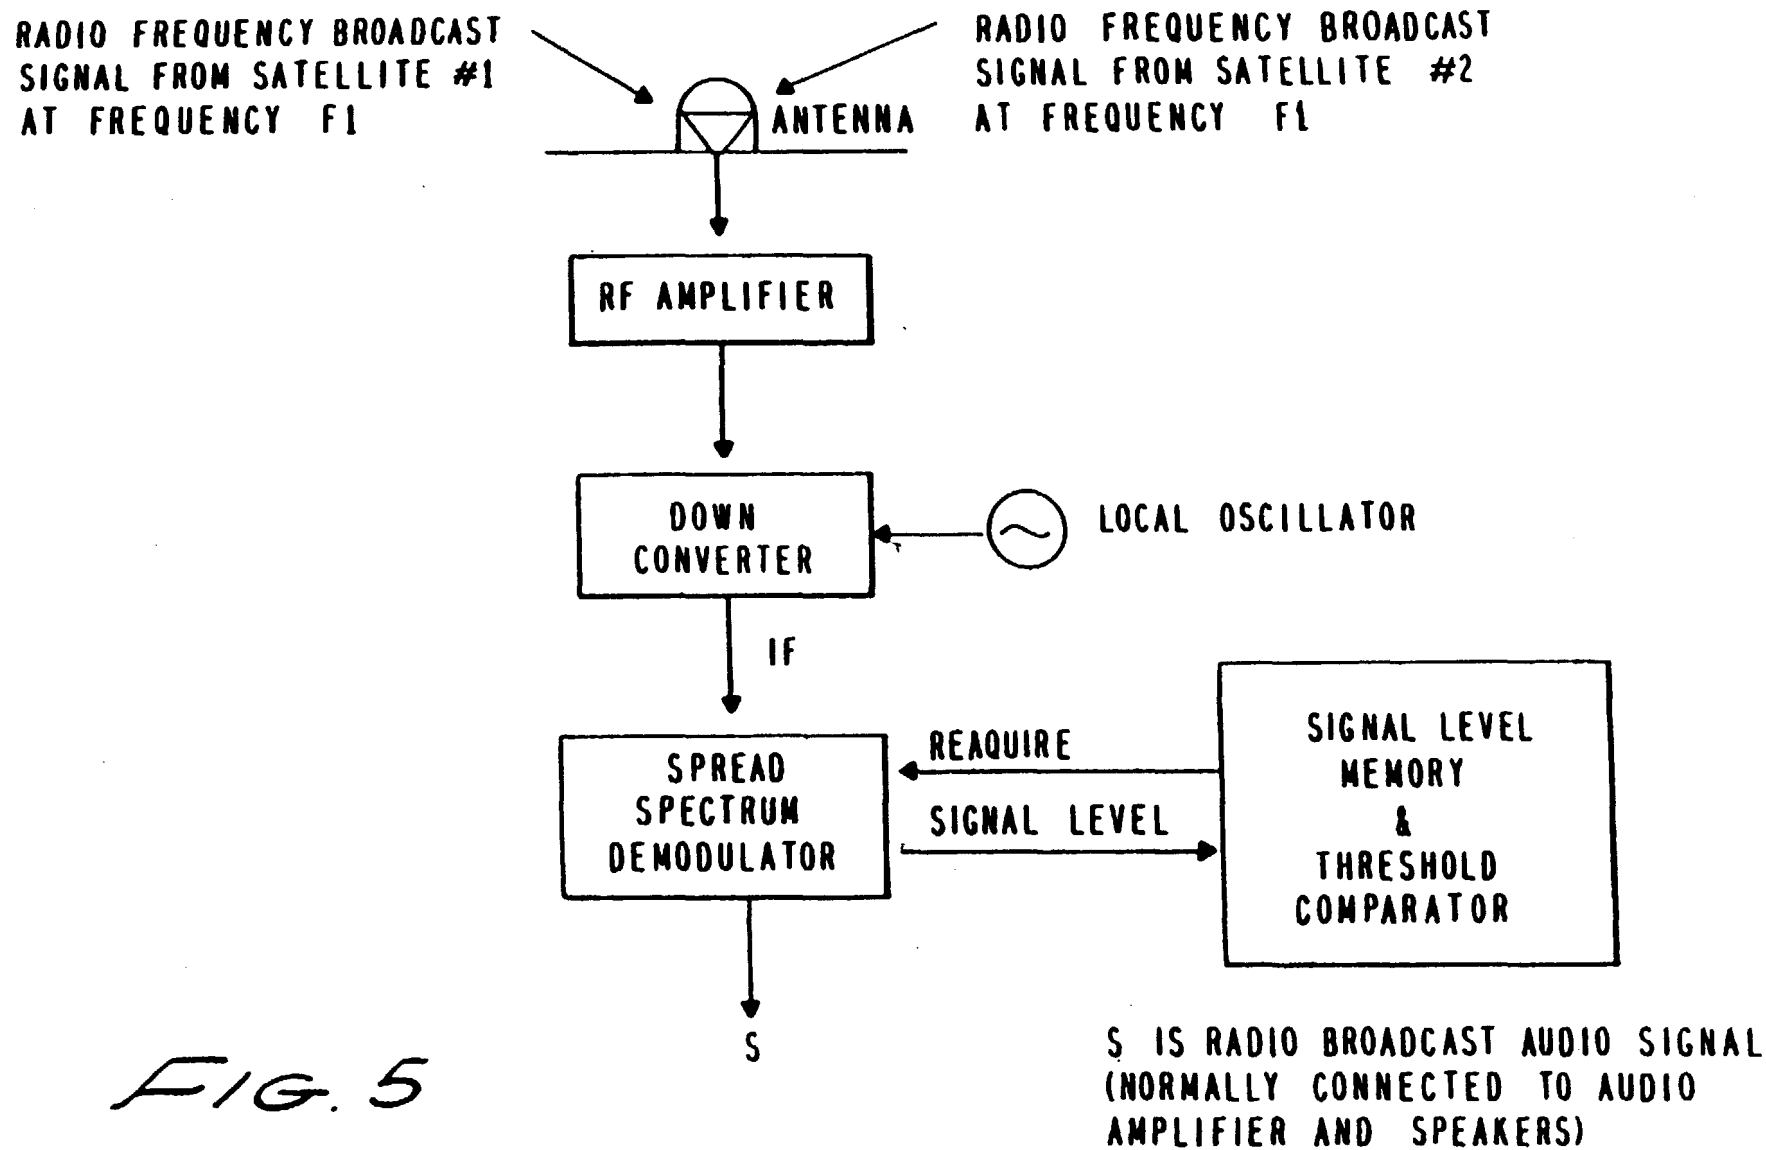 RADIO FREQUENCY BROADCAST
SIGNAL FROM SATELLITE #1
AT FREQUENCY F1
RADIO FREQUENCY BROADCAST
SIGNAL FROM SATELLITE #2
AT FREQUENCY F1
ANTENNA
RF AMPLIFIER
DOWN
CONVERTER
LOCAL OSCILLATOR
IF
SPREAD
SPECTRUM
DEMODULATOR
REAQUIRE
SIGNAL LEVEL
SIGNAL LEVEL
MEMORY
&
THRESHOLD
COMPARATOR
S
S IS RADIO BROADCAST AUDIO SIGNAL
(NORMALLY CONNECTED TO AUDIO
AMPLIFIER AND SPEAKERS)
FIG. 5